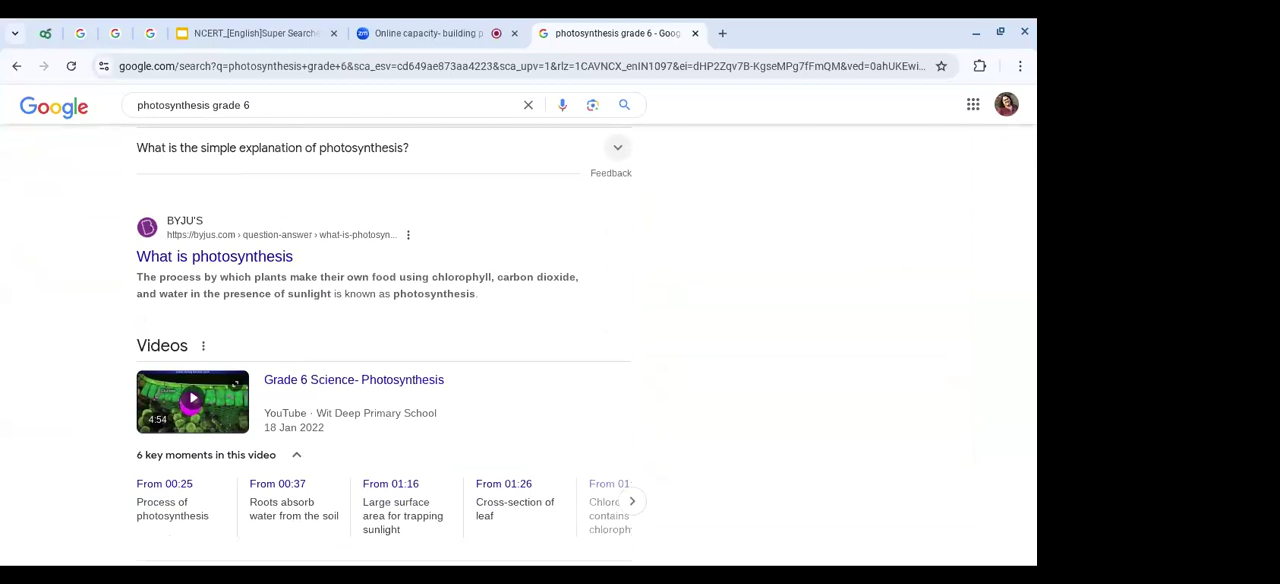 NCERT_[English]Super Searche
Online capacity- building p
photosynthesis grade 6 - Goog
google.com/search?q=photosynthesis+grade+6&sca_esv=cd649ae873aa4223&sca_upv=1&rlz=1CAVNCX_enIN1097&ei=dHP2Zqv7B-KgseMPg7fFmQM&ved=0ahUKEwi...
Google
photosynthesis grade 6
What is the simple explanation of photosynthesis?
Feedback
BYJU'S
https://byjus.com › question-answer › what-is-photosyn...
What is photosynthesis
The process by which plants make their own food using chlorophyll, carbon dioxide,
and water in the presence of sunlight is known as photosynthesis.
Videos
4:54
Grade 6 Science- Photosynthesis
YouTube · Wit Deep Primary School
18 Jan 2022
6 key moments in this video
From 00:25
Process of
photosynthesis
From 00:37
Roots absorb
water from the soil
From 01:16
Large surface
area for trapping
sunlight
From 01:26
Cross-section of
leaf
From 01:
Chloro
contains
chloroph